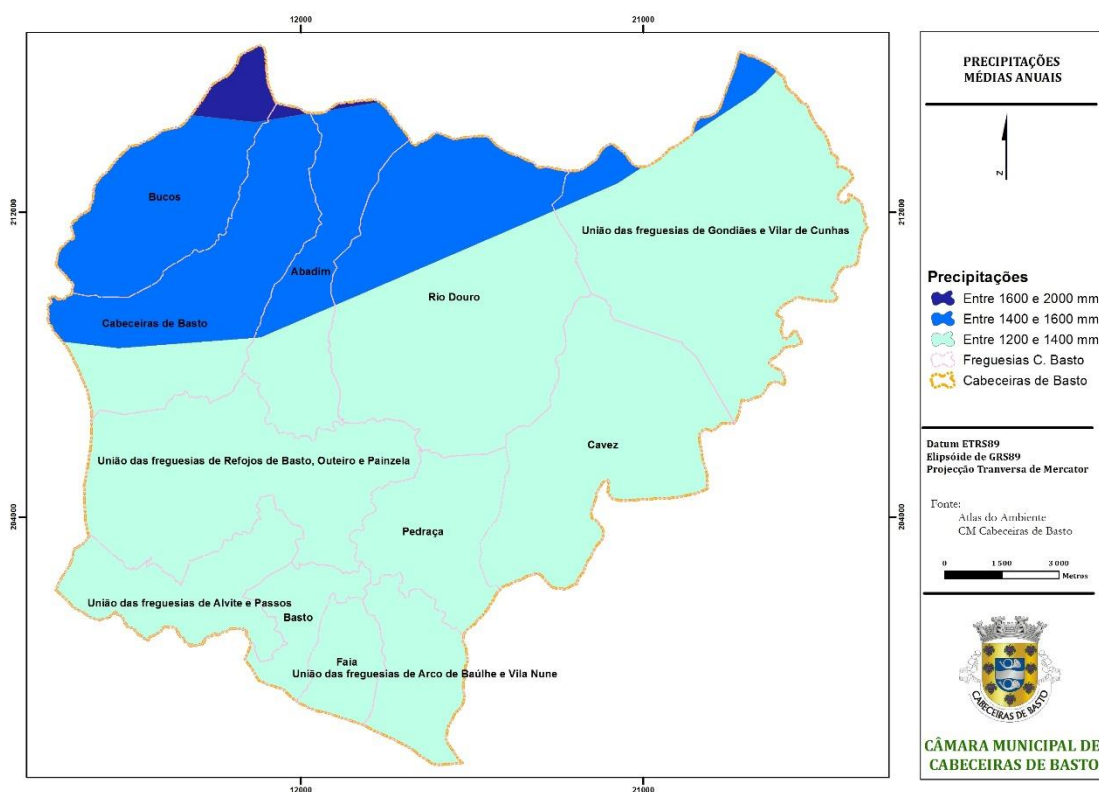 12000
21000
212000
204000
Bucos
Abadim
União das freguesias de Gondiães e Vilar de Cunhas
Rio Douro
Cabeceiras de Basto
Cavez
União das freguesias de Refojos de Basto, Outeiro e Painzela
Pedraça
União das freguesias de Alvite e Passos
Basto
Faia
União das freguesias de Arco de Baúlhe e Vila Nune
12000
21000
212000
204000
PRECIPITAÇÕES
MÉDIAS ANUAIS
N
Precipitações
Entre 1600 e 2000 mm
Entre 1400 e 1600 mm
Entre 1200 e 1400 mm
Freguesias C. Basto
Cabeceiras de Basto
Datum ETRS89
Elipsóide de GRS89
Projecção Tranversa de Mercator
Fonte:
Atlas do Ambiente
CM Cabeceiras de Basto
0 1 500 3 000
Metros
CABECEIRAS DE BASTO
CÂMARA MUNICIPAL DE
CABECEIRAS DE BASTO